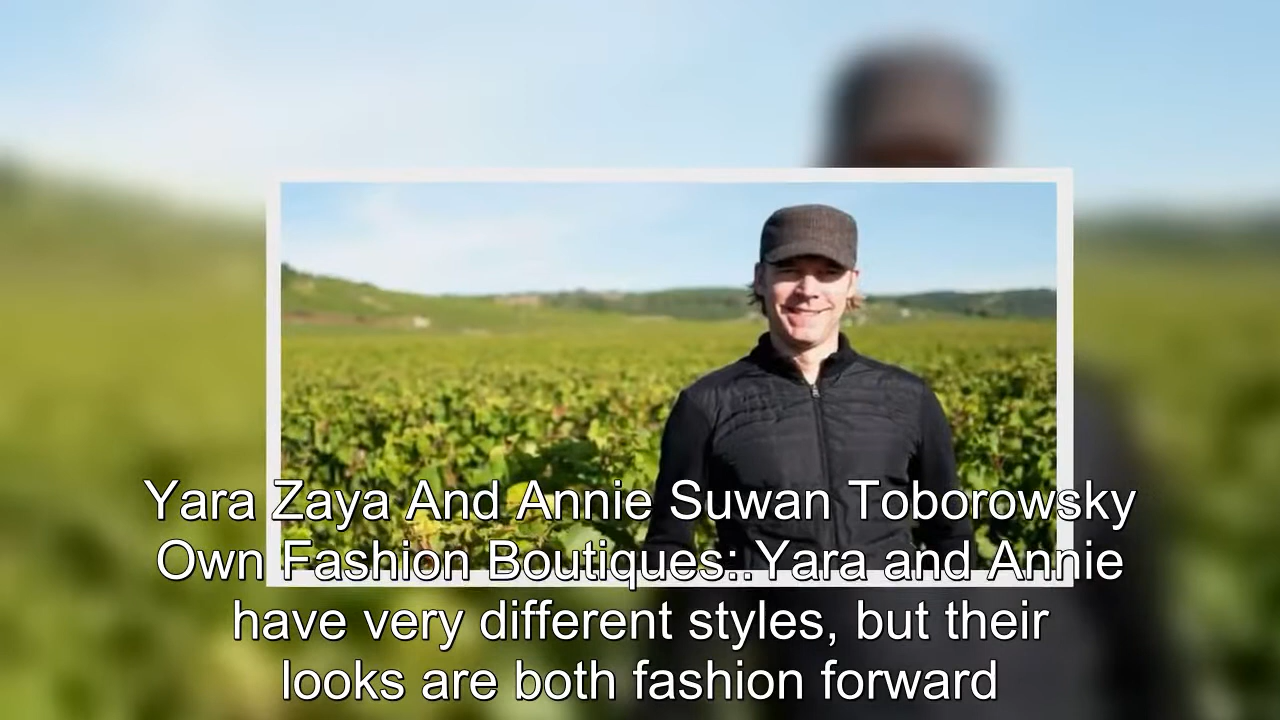 Yara Zaya And Annie Suwan Toborowsky
Own Fashion Boutiques:.Yara and Annie
have very different styles, but their
looks are both fashion forward